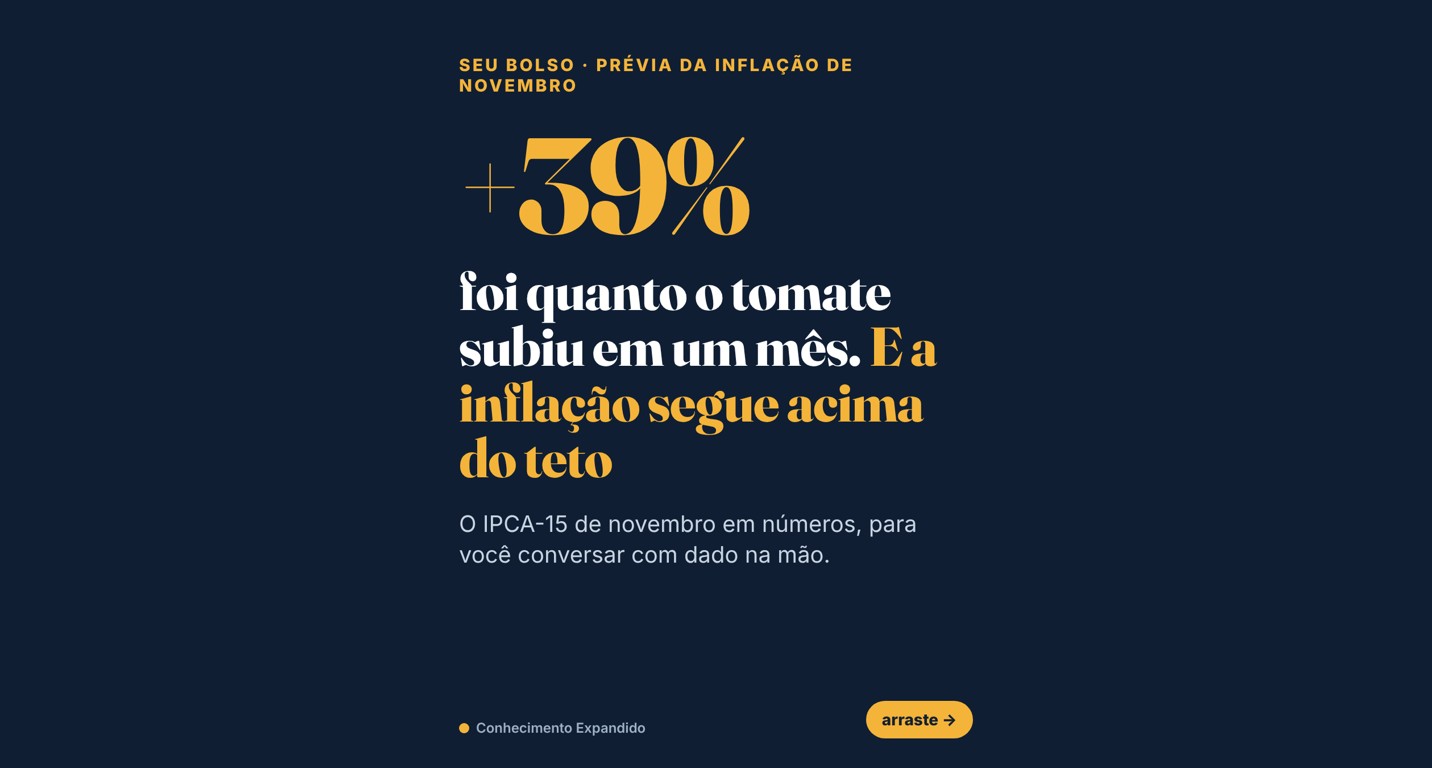 SEU BOLSO · PRÉVIA DA INFLAÇÃO DE
NOVEMBRO
+39%
foi quanto o tomate
subiu em um mês. E a
inflação segue acima
do teto
O IPCA-15 de novembro em números, para
você conversar com dado na mão.
Conhecimento Expandido
arraste →